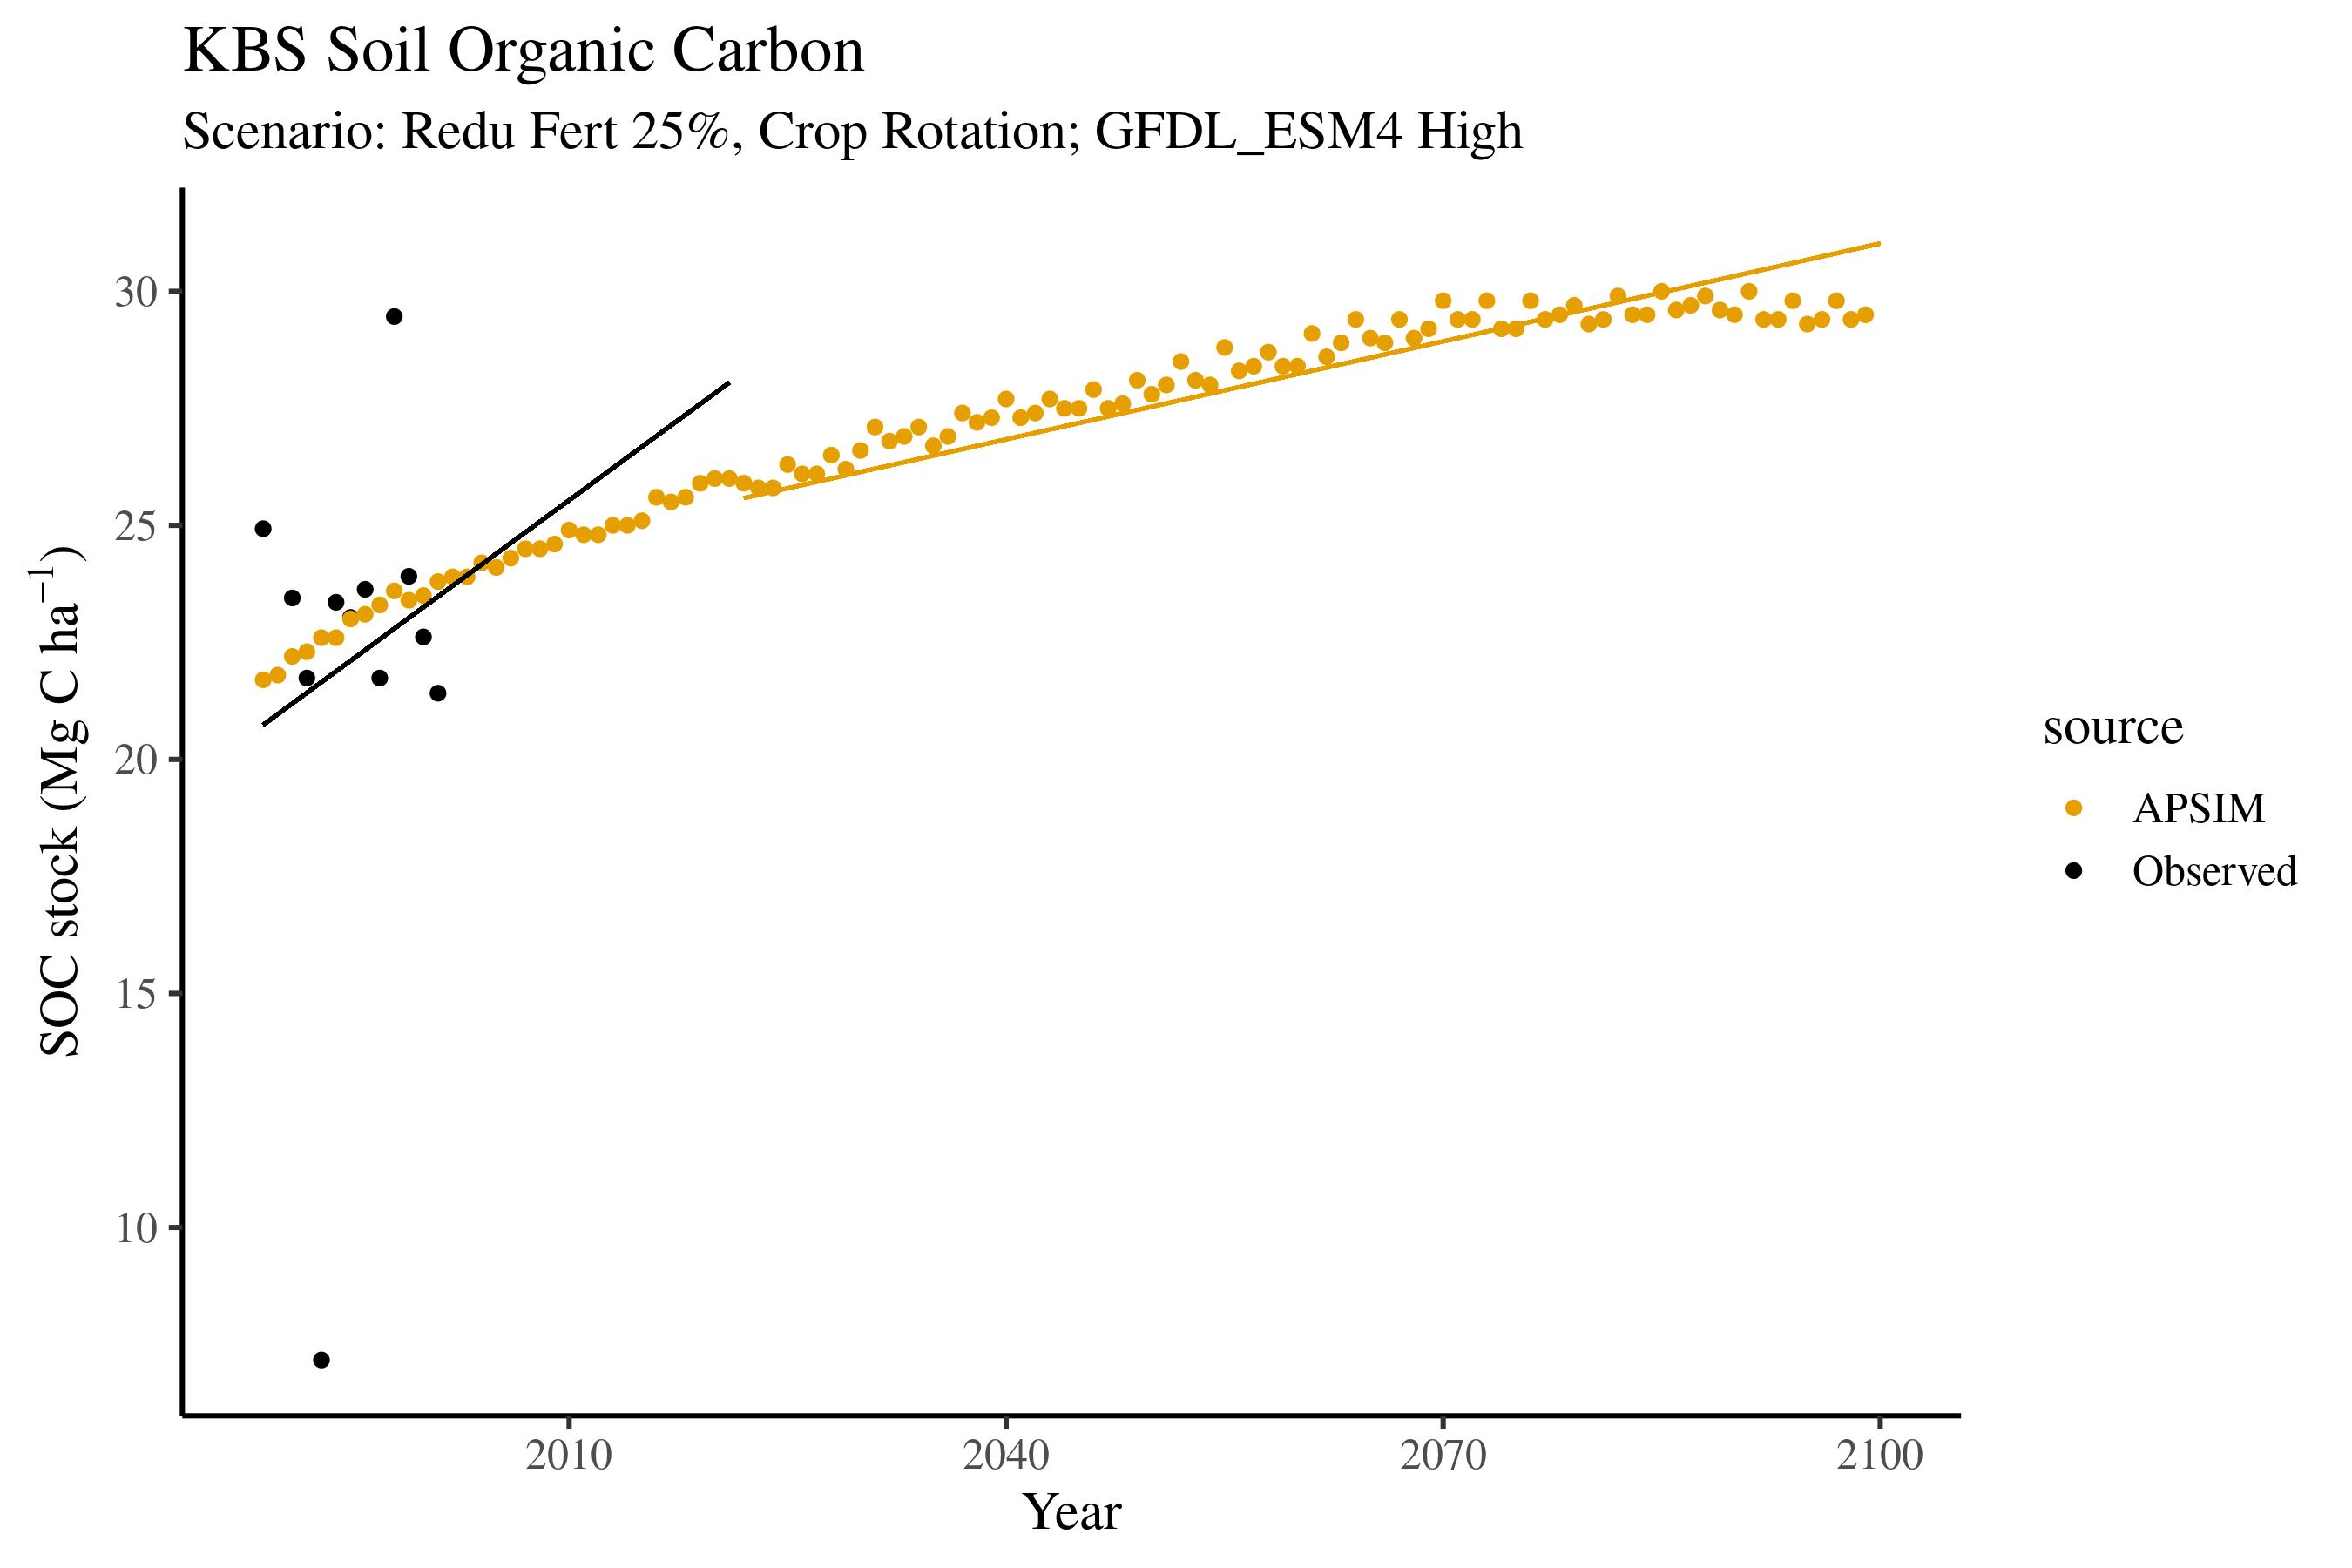 KBS Soil Organic Carbon
Scenario: Redu Fert 25%, Crop Rotation; GFDL_ESM4 High
SOC stock (Mg C ha⁻¹)
30
25
20
15
10
2010
2040
2070
2100
Year
source
APSIM
Observed